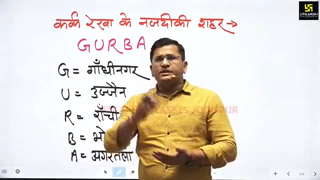 कर्क रेखा के नजदीकी शहर →
GURBA
G = गाँधीनगर
U = उज्जैन
R = राँची
B = भो
A = अगरतला
UTKARSH